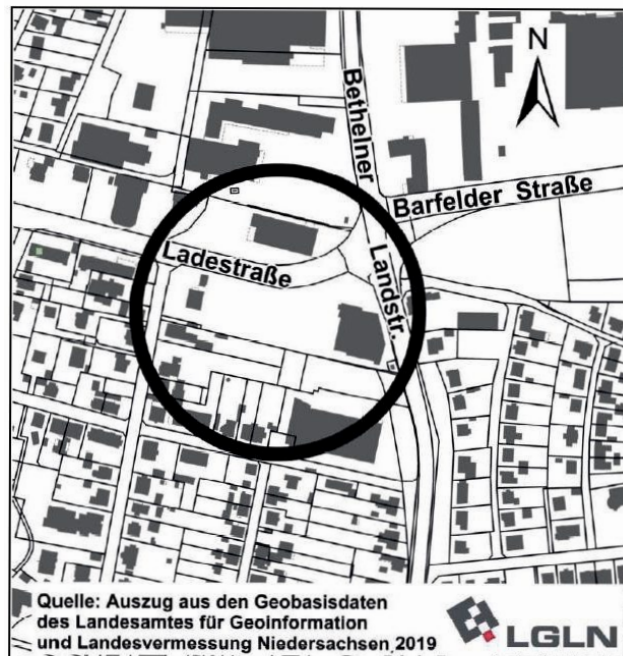 N
Bethelner
Barfelder Straße
Ladestraße
Landstr.
Quelle: Auszug aus den Geobasisdaten
des Landesamtes für Geoinformation
und Landesvermessung Niedersachsen,2019
LGLN